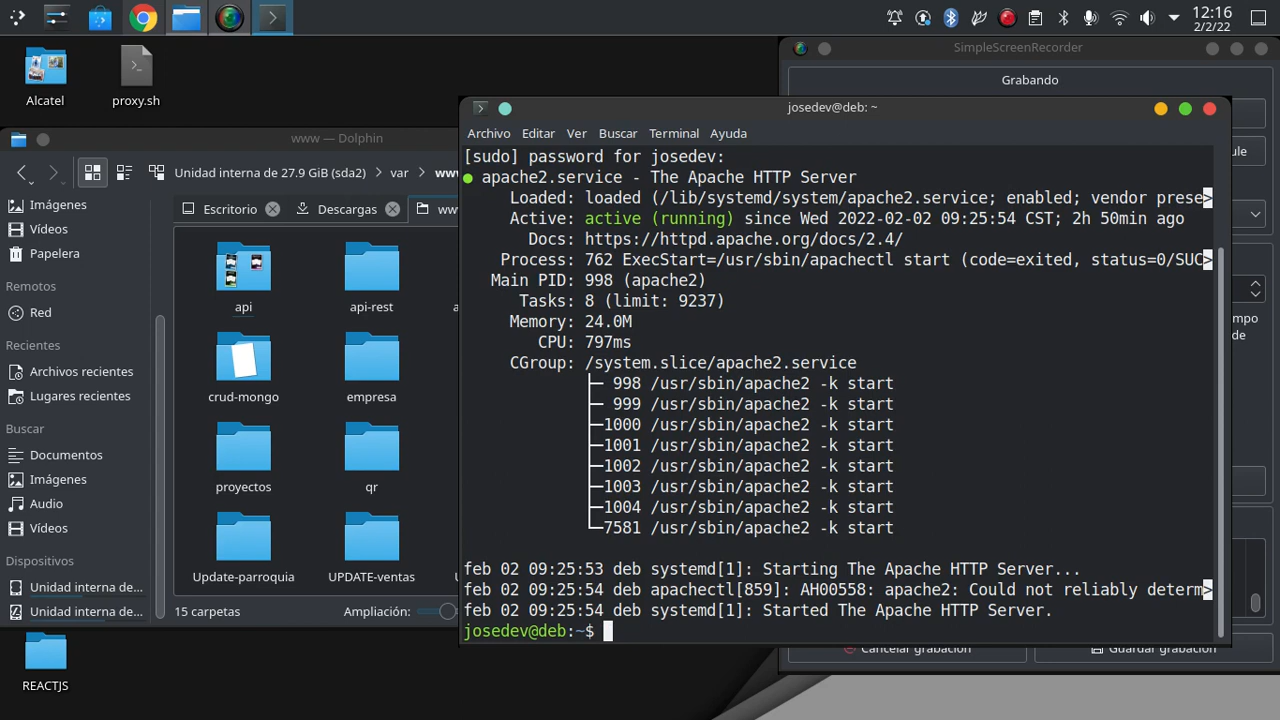 12:16
2/2/22
Alcatel
proxy.sh
SimpleScreenRecorder
Grabando
www — Dolphin
josedev@deb: ~
Archivo Editar Ver Buscar Terminal Ayuda
Unidad interna de 27.9 GiB (sda2) > var > ww
Imágenes
Vídeos
Papelera
Remotos
Red
Recientes
Archivos recientes
Lugares recientes
Buscar
Documentos
Imágenes
Audio
Vídeos
Dispositivos
Unidad interna de...
Unidad interna de...
Escritorio
Descargas
ww
api
api-rest
crud-mongo
empresa
proyectos
qr
Update-parroquia
UPDATE-ventas
15 carpetas
Ampliación:
[sudo] password for josedev:
● apache2.service - The Apache HTTP Server
Loaded: loaded (/lib/systemd/system/apache2.service; enabled; vendor prese>
Active: active (running) since Wed 2022-02-02 09:25:54 CST; 2h 50min ago
Docs: https://httpd.apache.org/docs/2.4/
Process: 762 ExecStart=/usr/sbin/apachectl start (code=exited, status=0/SUC>
Main PID: 998 (apache2)
Tasks: 8 (limit: 9237)
Memory: 24.0M
CPU: 797ms
CGroup: /system.slice/apache2.service
├─ 998 /usr/sbin/apache2 -k start
├─ 999 /usr/sbin/apache2 -k start
├─1000 /usr/sbin/apache2 -k start
├─1001 /usr/sbin/apache2 -k start
├─1002 /usr/sbin/apache2 -k start
├─1003 /usr/sbin/apache2 -k start
├─1004 /usr/sbin/apache2 -k start
└─7581 /usr/sbin/apache2 -k start
feb 02 09:25:53 deb systemd[1]: Starting The Apache HTTP Server...
feb 02 09:25:54 deb apachectl[859]: AH00558: apache2: Could not reliably determ>
feb 02 09:25:54 deb systemd[1]: Started The Apache HTTP Server.
josedev@deb:~$
Cancelar grabación
Guardar grabación
REACTJS